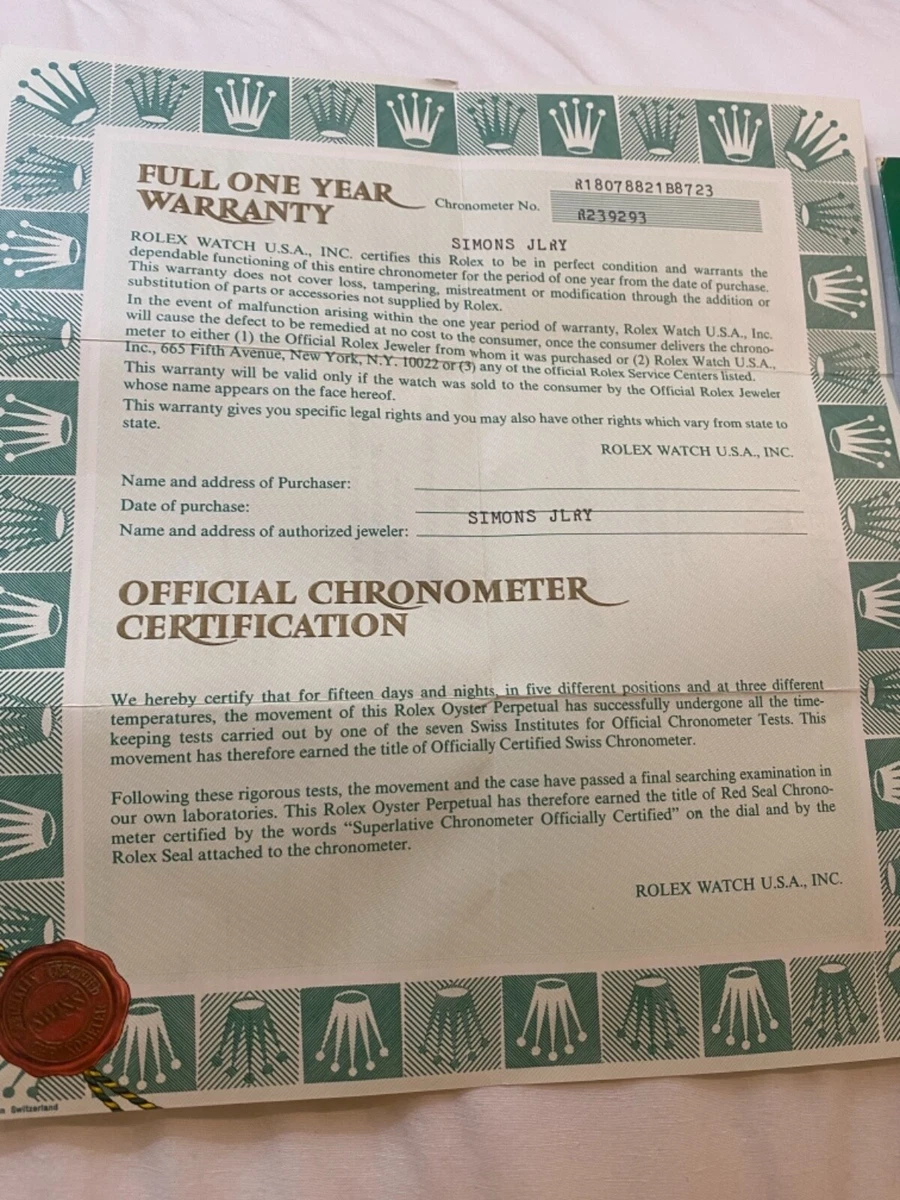 FULL ONE YEAR
WARRANTY
Chronometer No.
R18078821B8723
R239293
SIMONS JLRY
ROLEX WATCH U.S.A., INC. certifies this Rolex to be in perfect condition and warrants the
dependable functioning of this entire chronometer for the period of one year from the date of purchase.
This warranty does not cover loss, tampering, mistreatment or modification through the addition or
substitution of parts or accessories not supplied by Rolex.
In the event of malfunction arising within the one year period of warranty, Rolex Watch U.S.A., Inc.
will cause the defect to be remedied at no cost to the consumer, once the consumer delivers the chrono-
meter to either (1) the Official Rolex Jeweler from whom it was purchased or (2) Rolex Watch U.S.A.,
Inc., 665 Fifth Avenue, New York, N.Y. 10022 or (3) any of the official Rolex Service Centers listed.
This warranty will be valid only if the watch was sold to the consumer by the Official Rolex Jeweler
whose name appears on the face hereof.
This warranty gives you specific legal rights and you may also have other rights which vary from state to
state.
ROLEX WATCH U.S.A., INC.
Name and address of Purchaser:
Date of purchase:
SIMONS JLRY
Name and address of authorized jeweler:
OFFICIAL CHRONOMETER
CERTIFICATION
We hereby certify that for fifteen days and nights, in five different positions and at three different
temperatures, the movement of this Rolex Oyster Perpetual has successfully undergone all the time-
keeping tests carried out by one of the seven Swiss Institutes for Official Chronometer Tests. This
movement has therefore earned the title of Officially Certified Swiss Chronometer.
Following these rigorous tests, the movement and the case have passed a final searching examination in
our own laboratories. This Rolex Oyster Perpetual has therefore earned the title of Red Seal Chrono-
meter certified by the words “Superlative Chronometer Officially Certified” on the dial and by the
Rolex Seal attached to the chronometer.
ROLEX WATCH U.S.A., INC.
Switzerland